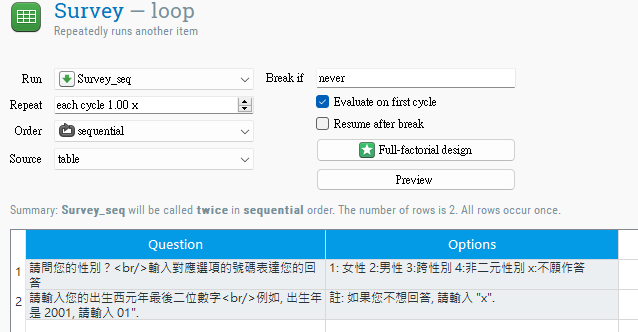 Survey — loop
Repeatedly runs another item
Run Survey_seq Break if never
Repeat each cycle 1.00 x Evaluate on first cycle
Order sequential Resume after break
Source table Full-factorial design
Preview
Summary: Survey_seq will be called twice in sequential order. The number of rows is 2. All rows occur once.
Question Options
1 請問您的性別？<br/>輸入對應選項的號碼表達您的回 1: 女性 2:男性 3:跨性別 4:非二元性別 x:不願作答
答
2 請輸入您的出生西元年最後二位數字<br/>例如, 出生年 註: 如果您不想回答, 請輸入 "x".
是 2001, 請輸入 01".